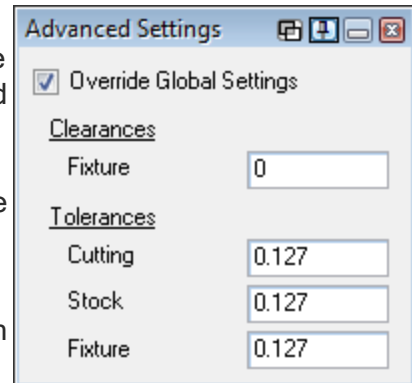 Advanced Settings
e
Override Global Settings
d
Clearances
Fixture 0
e
Tolerances
Cutting 0.127
Stock 0.127
n
Fixture 0.127